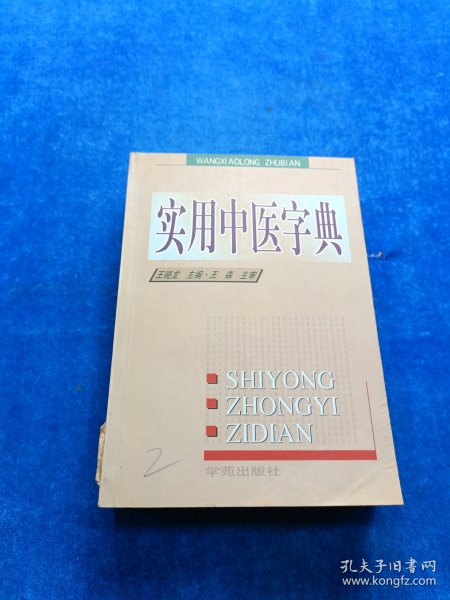 WANGXIAOLONG ZHUBIAN
实用中医字典
王晓龙 主编·王 森 主审
SHIYONG
ZHONGYI
ZIDIAN
2
学苑出版社
孔夫子旧书网
www.kongfz.com